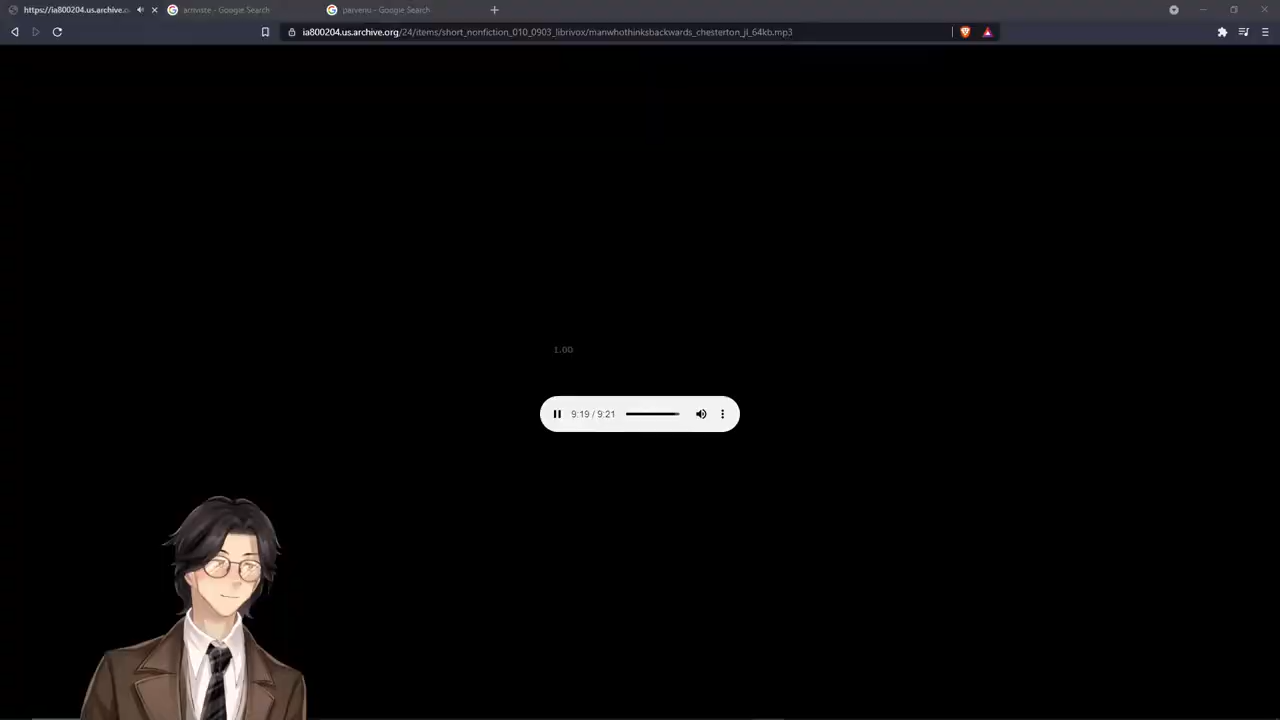 https://ia800204.us.archive.o
arriviste - Google Search
parvenu - Google Search
ia800204.us.archive.org/24/items/short_nonfiction_010_0903_librivox/manwhothinksbackwards_chesterton_jl_64kb.mp3
1.00
9:19 / 9:21